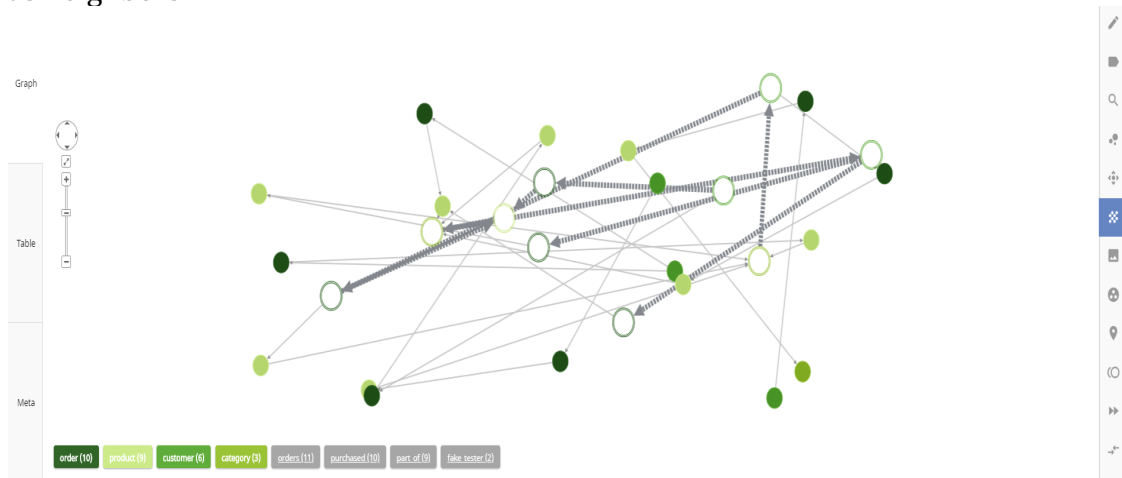 Graph
Table
Meta
order (10) product (9) customer (6) category (3) orders (11) purchased (10) part of (9) fake tester (2)